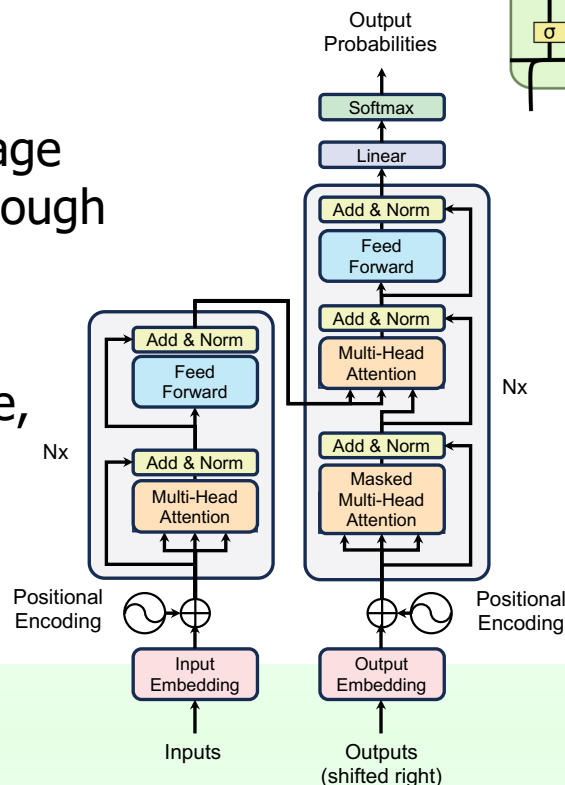 Output
Probabilities
σ
Softmax
Linear
Add & Norm
Feed
Forward
Add & Norm
Multi-Head
Attention
Add & Norm
Masked
Multi-Head
Attention
Nx
Add & Norm
Feed
Forward
Add & Norm
Multi-Head
Attention
Nx
Positional
Encoding
Positional
Encoding
Input
Embedding
Output
Embedding
Inputs
Outputs
(shifted right)
age
ough
e,